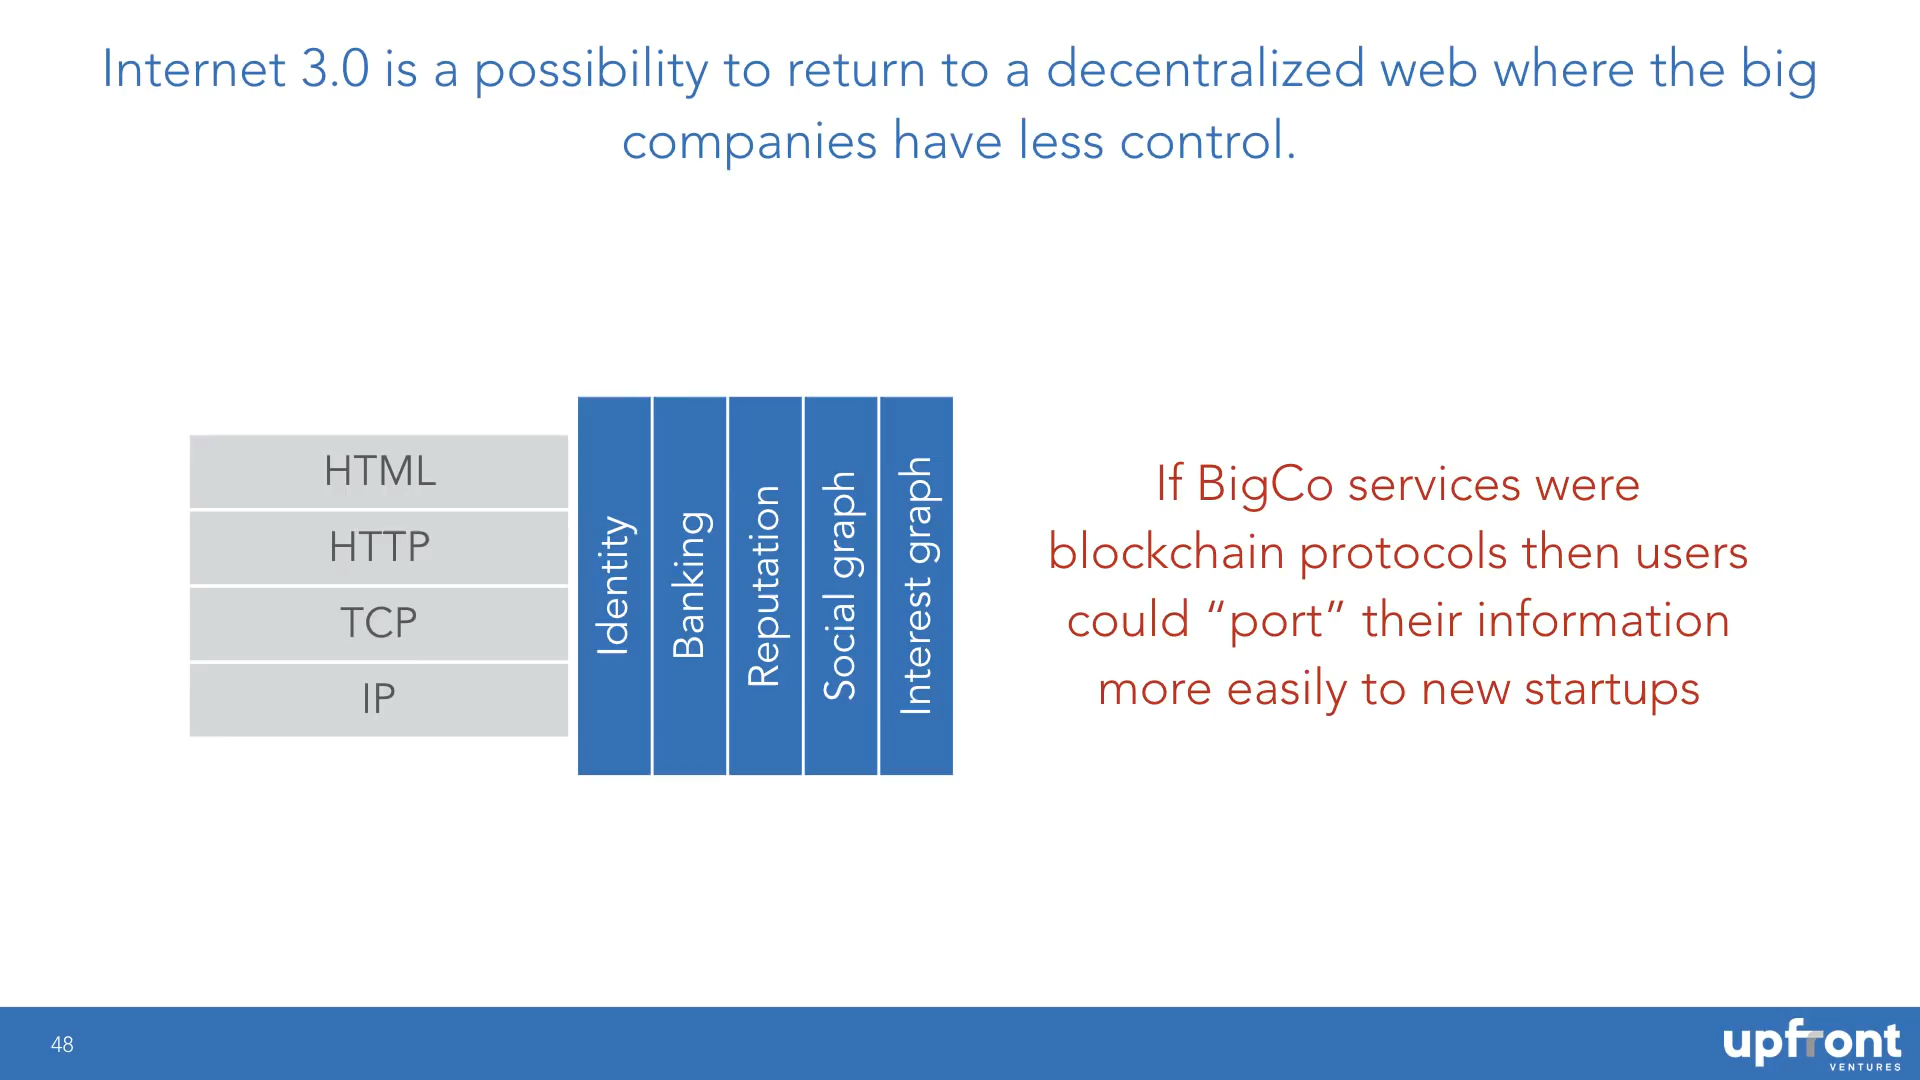 Internet 3.0 is a possibility to return to a decentralized web where the big
companies have less control.
HTML
HTTP
TCP
IP
Identity
Banking
Reputation
Social graph
Interest graph
If BigCo services were
blockchain protocols then users
could “port” their information
more easily to new startups
48
upfront
VENTURES